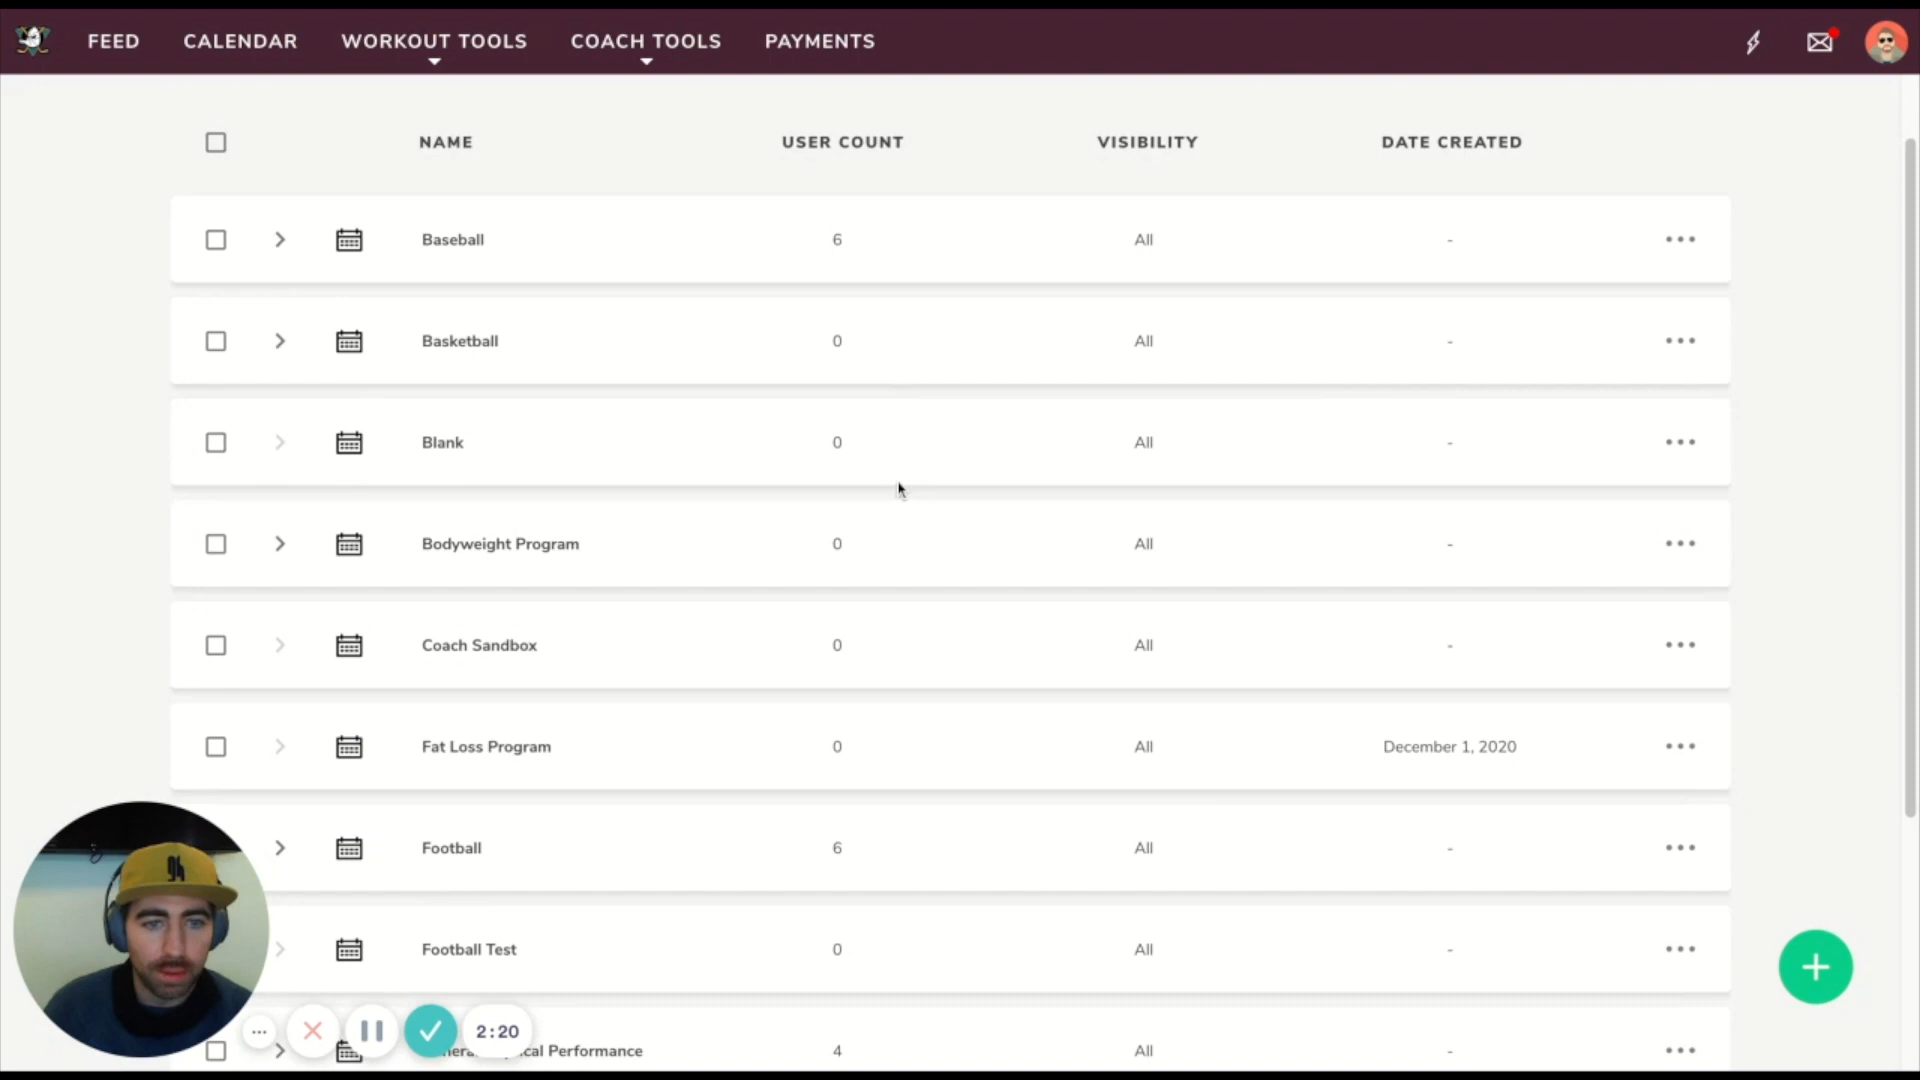 FEED CALENDAR WORKOUT TOOLS COACH TOOLS PAYMENTS
NAME USER COUNT VISIBILITY DATE CREATED
Baseball 6 All -
Basketball 0 All -
Blank 0 All -
Bodyweight Program 0 All -
Coach Sandbox 0 All -
Fat Loss Program 0 All December 1, 2020
Football 6 All -
Football Test 0 All -
2:20
Performance 4 All -